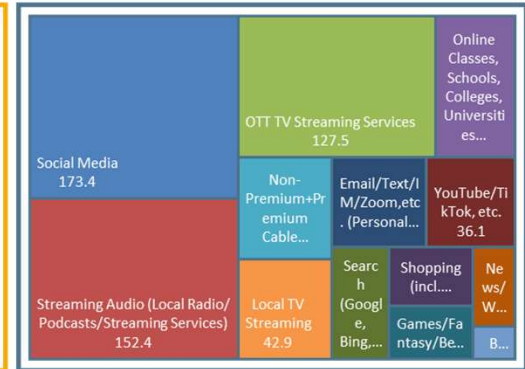 Social Media
173.4
Streaming Audio (Local Radio/
Podcasts/Streaming Services)
152.4
OTT TV Streaming Services
127.5
Online
Classes,
Schools,
Colleges,
Universiti
es...
Non-
Premium+Pr
emium
Cable...
Email/Text/I
M/Zoom,etc
. (Personal...
YouTube/Ti
kTok, etc.
36.1
Local TV
Streaming
42.9
Searc
h
(Googl
e,
Bing,...
Shopping
(incl....
Games/Fa
ntasy/Be...
Ne
ws/
W...
B...